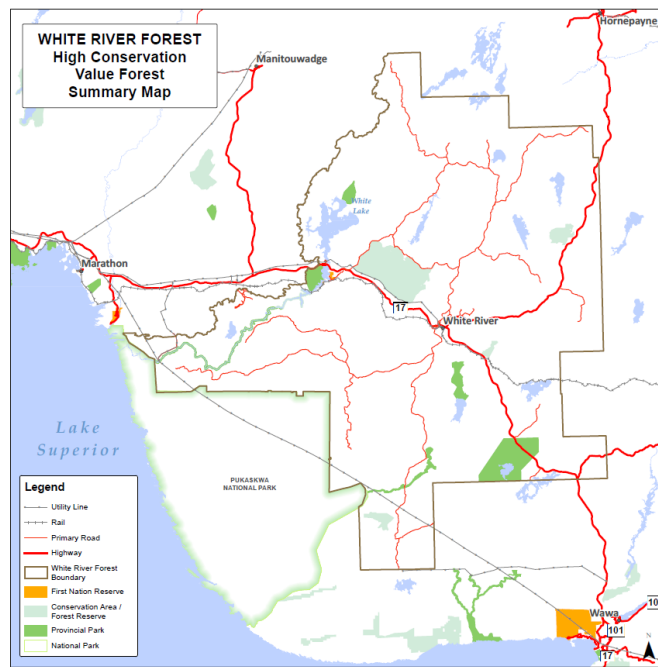 WHITE RIVER FOREST
High Conservation
Value Forest
Summary Map
Hornepayne
Manitouwadge
White
Lake
Marathon
17
White River
Lake
Superior
PUKASKWA
NATIONAL PARK
Legend
Utility Line
Rail
Primary Road
Highway
White River Forest
Boundary
First Nation Reserve
Conservation Area /
Forest Reserve
Provincial Park
National Park
Wawa
10
101
17
N